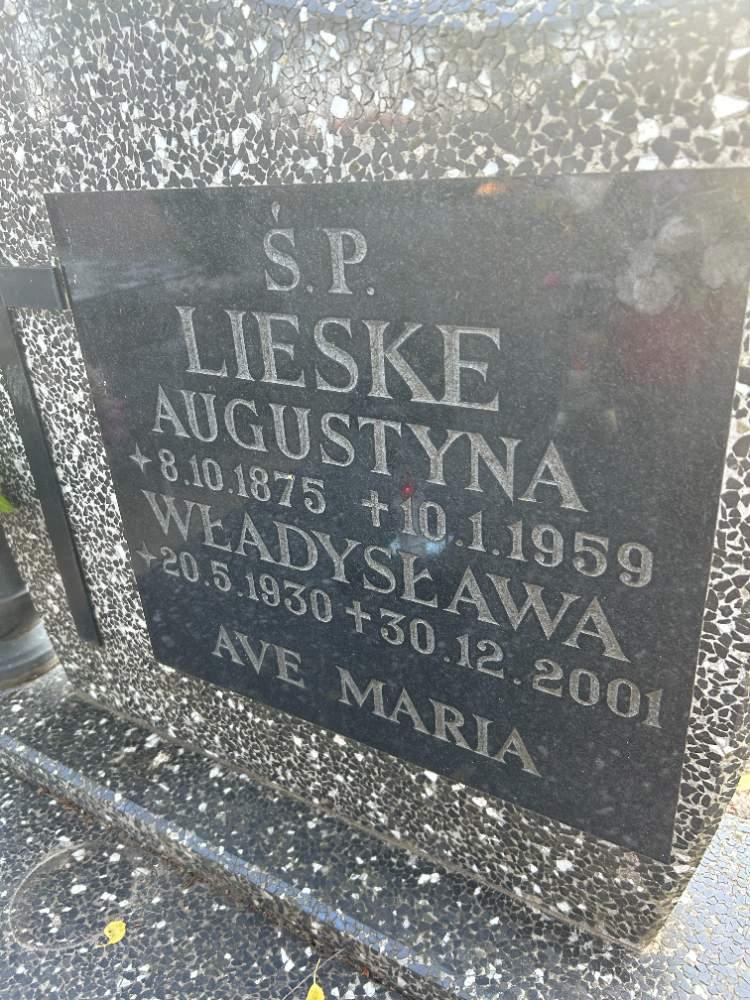 Ś.P.
LIESKE
AUGUSTYNA
* 8.10.1875 + 10.1.1959
WŁADYSŁAWA
* 20.5.1930 + 30.12.2001
AVE MARIA